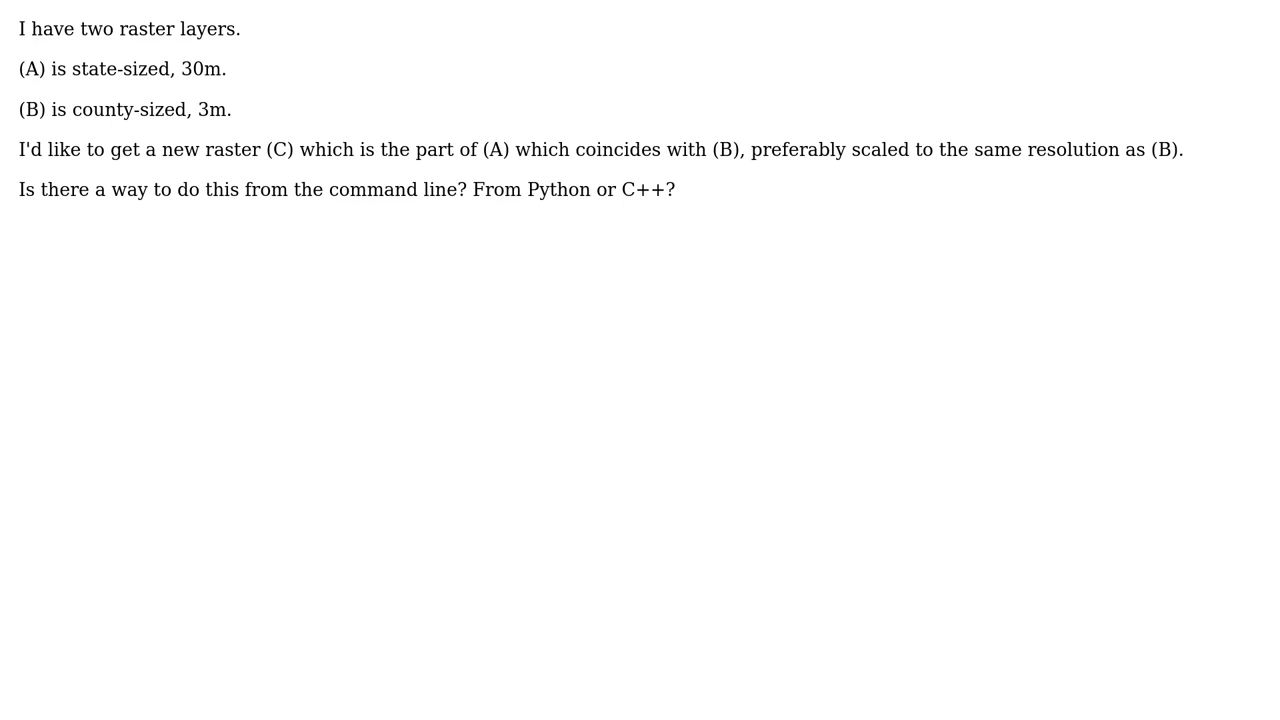 I have two raster layers.
(A) is state-sized, 30m.
(B) is county-sized, 3m.
I'd like to get a new raster (C) which is the part of (A) which coincides with (B), preferably scaled to the same resolution as (B).
Is there a way to do this from the command line? From Python or C++?